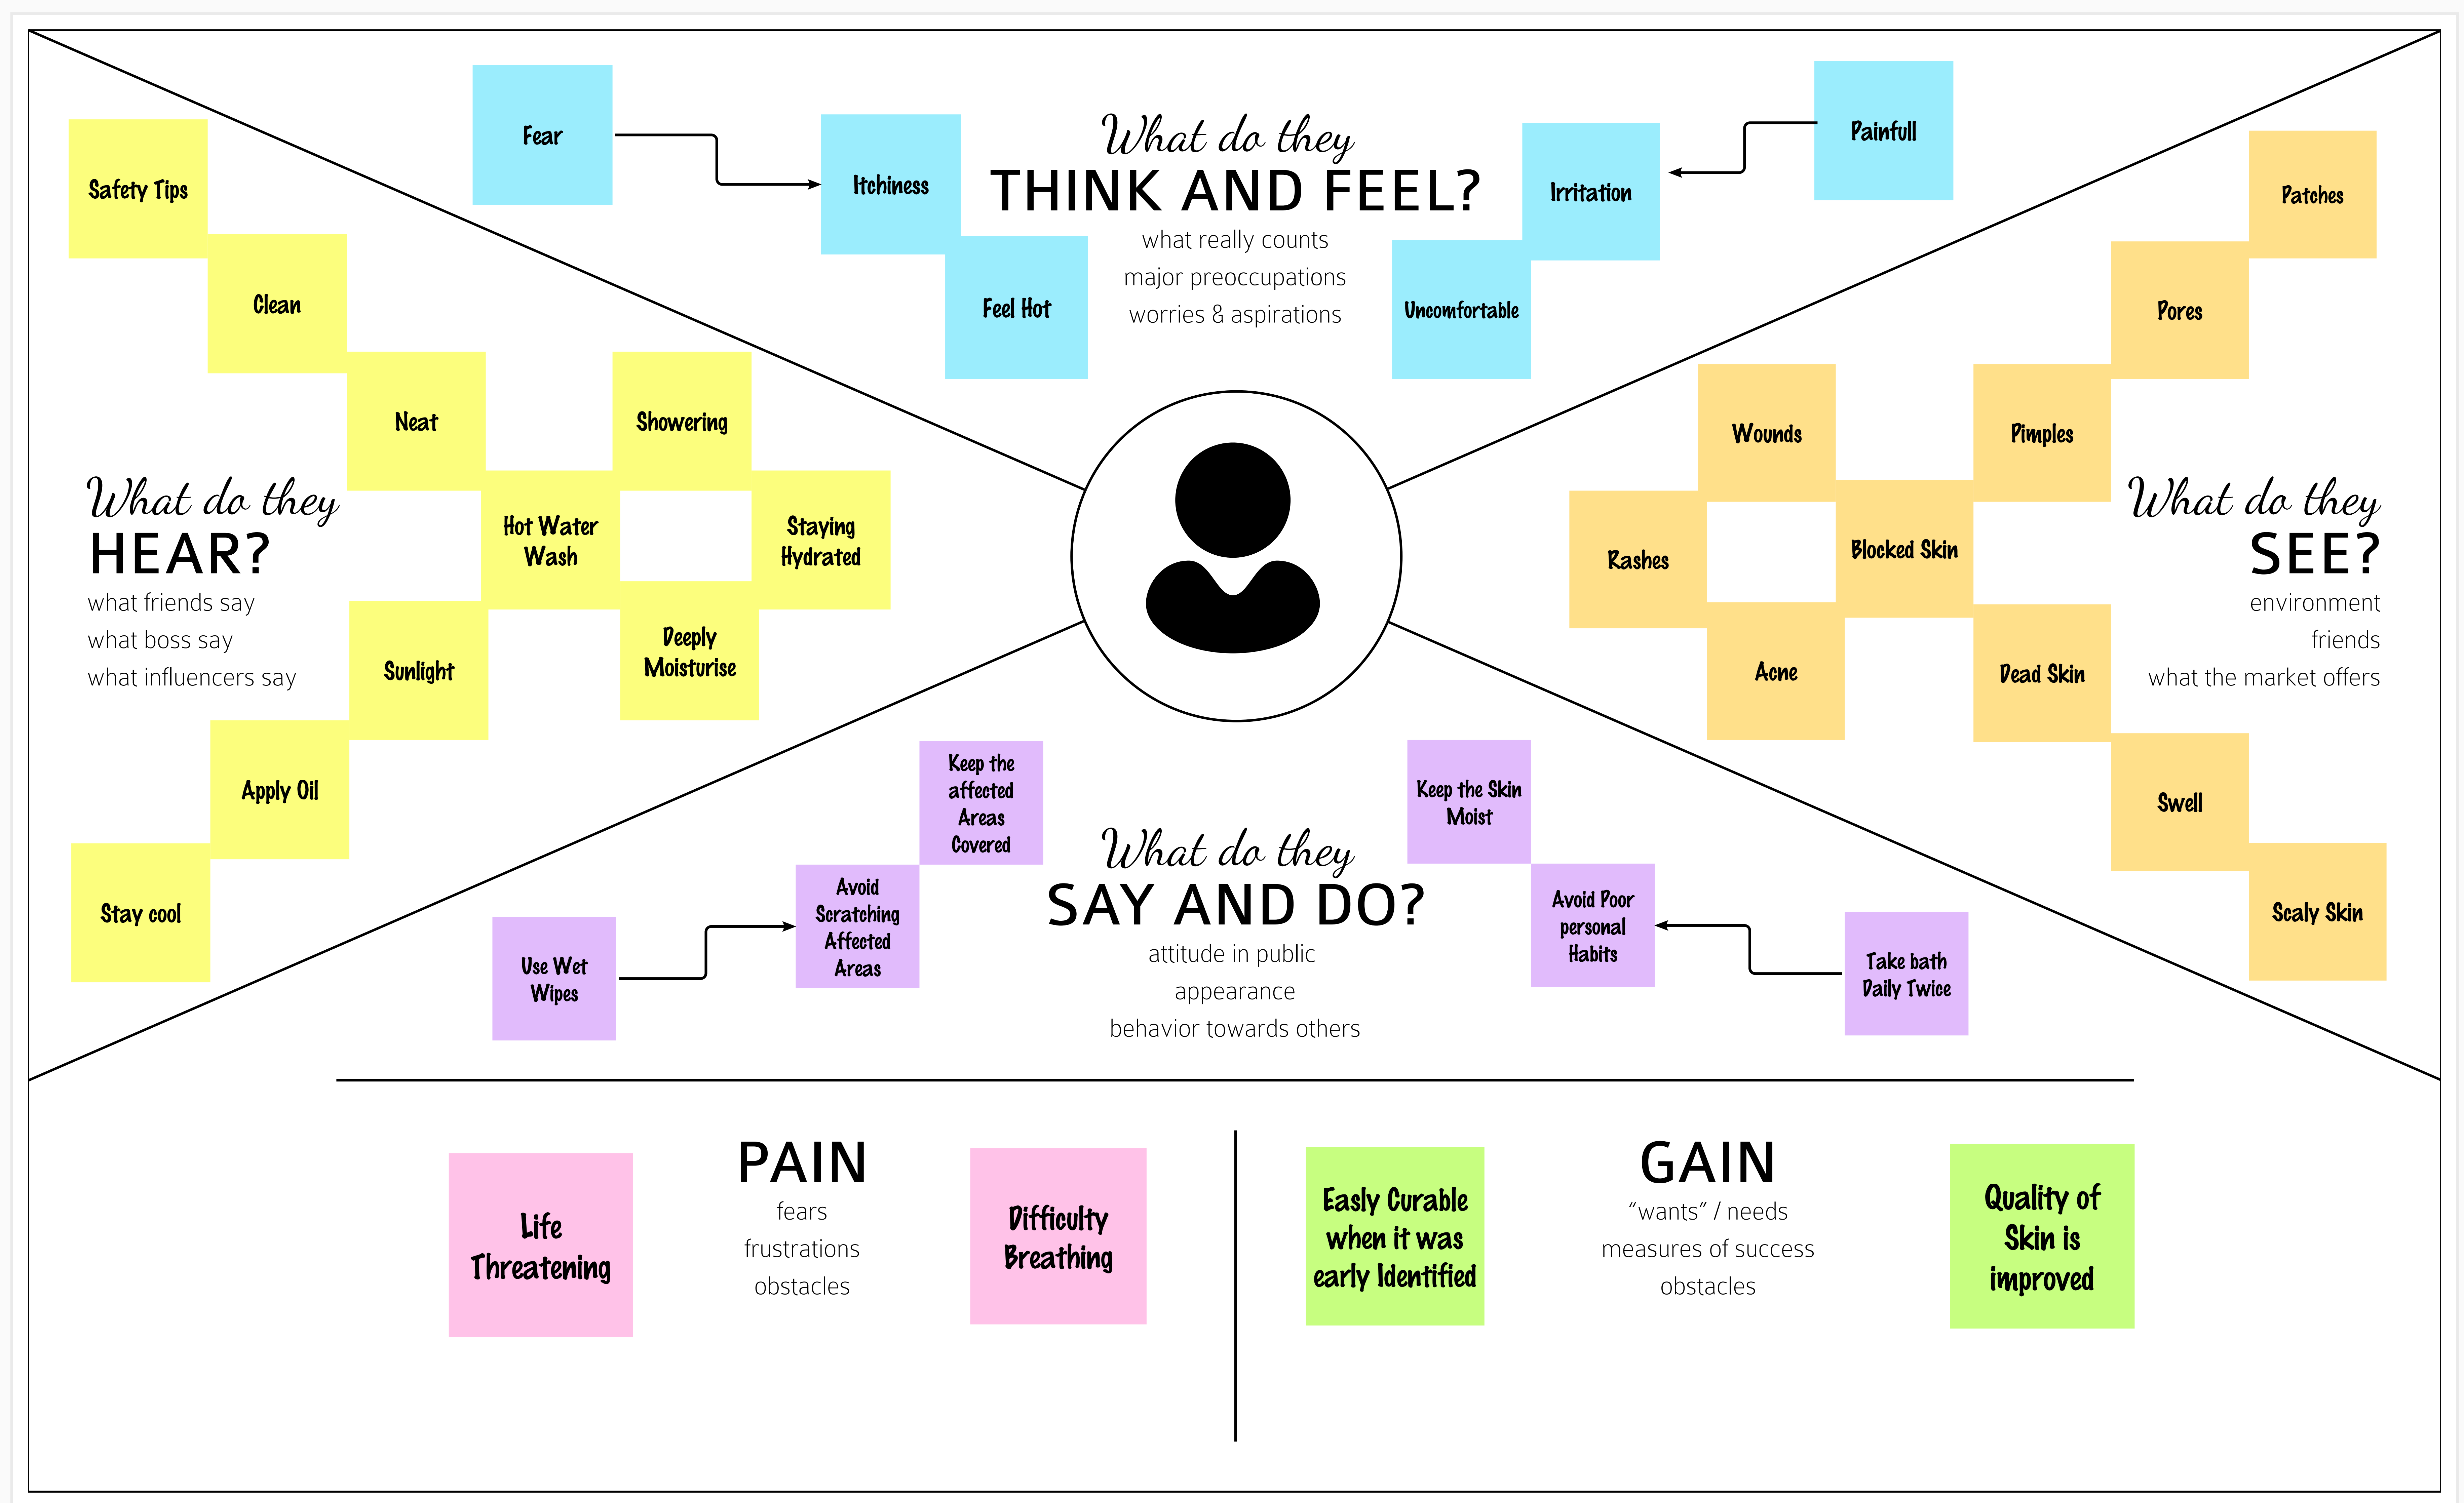 What do they
THINK AND FEEL?
what really counts
major preoccupations
worries & aspirations
Fear
Itchiness
Feel Hot
Painfull
Irritation
Uncomfortable
What do they
HEAR?
what friends say
what boss say
what influencers say
Safety Tips
Clean
Neat
Showering
Hot Water
Wash
Staying
Hydrated
Deeply
Moisturise
Sunlight
Apply Oil
Stay cool
What do they
SEE?
environment
friends
what the market offers
Patches
Pores
Pimples
Wounds
Blocked Skin
Rashes
Acne
Dead Skin
Swell
Scaly Skin
What do they
SAY AND DO?
attitude in public
appearance
behavior towards others
Keep the
affected
Areas
Covered
Avoid
Scratching
Affected
Areas
Use Wet
Wipes
Keep the Skin
Moist
Avoid Poor
personal
Habits
Take bath
Daily Twice
PAIN
fears
frustrations
obstacles
Life
Threatening
Difficulty
Breathing
GAIN
“wants” / needs
measures of success
obstacles
Easly Curable
when it was
early Identified
Quality of
Skin is
improved